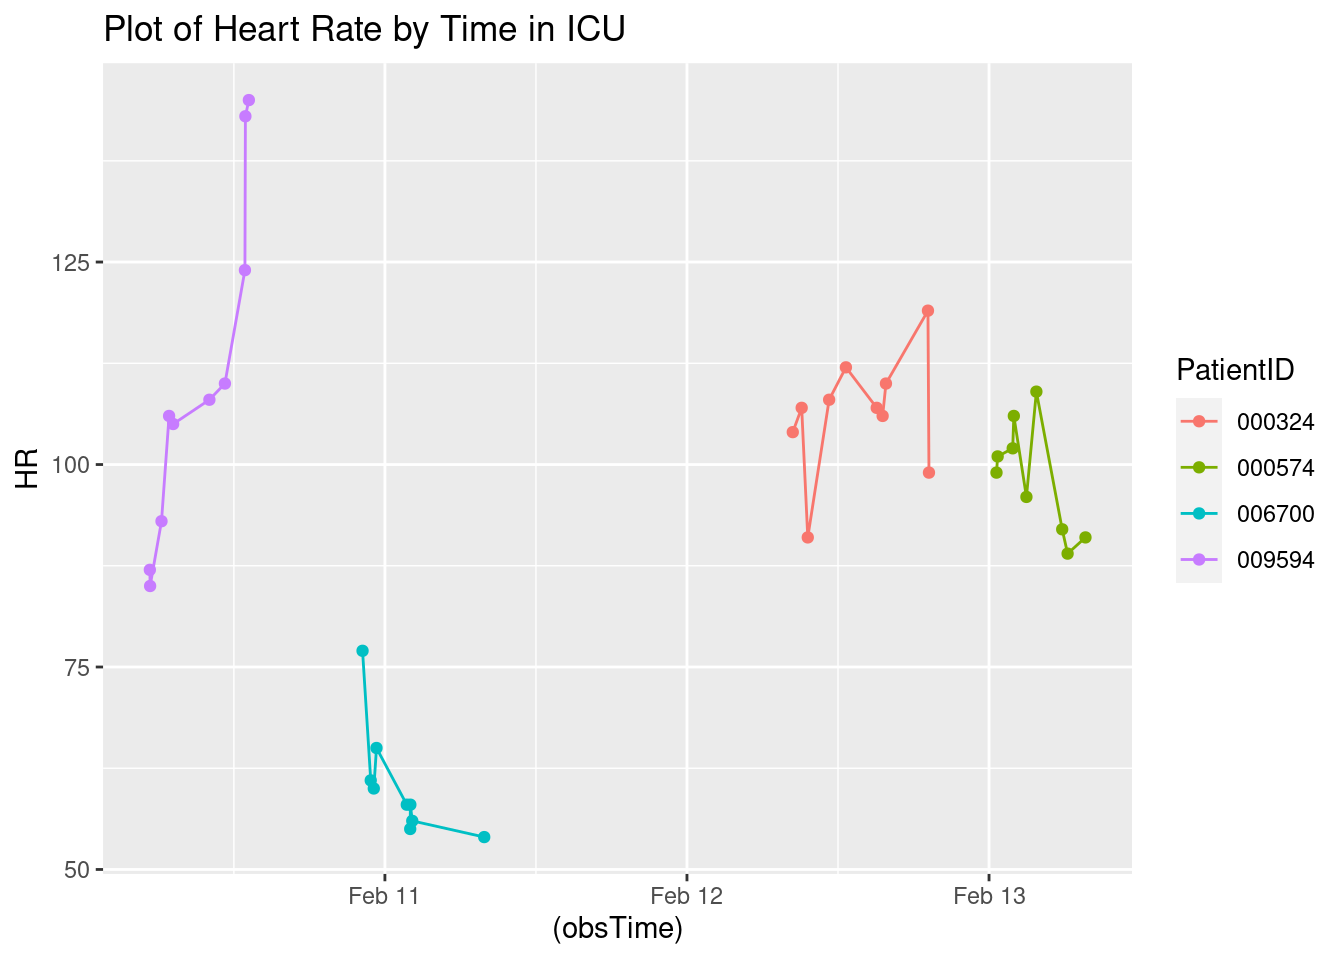 Plot of Heart Rate by Time in ICU
HR
125
100
75
50
Feb 11
Feb 12
Feb 13
(obsTime)
PatientID
000324
000574
006700
009594